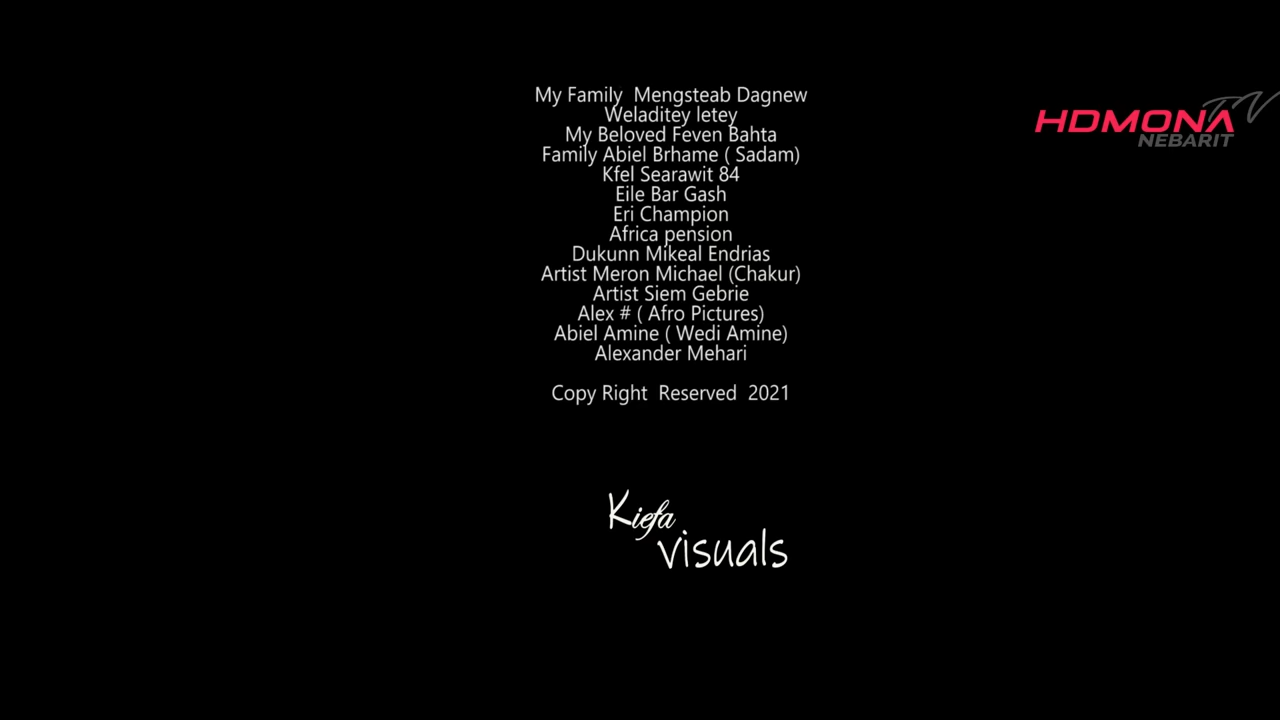 My Family Mengsteab Dagnew
Weladitey letey
My Beloved Feven Bahta
Family Abiel Brhame ( Sadam)
Kfel Searawit 84
Eile Bar Gash
Eri Champion
Africa pension
Dukunn Mikeal Endrias
Artist Meron Michael (Chakur)
Artist Siem Gebrie
Alex # ( Afro Pictures)
Abiel Amine ( Wedi Amine)
Alexander Mehari
Copy Right Reserved 2021
Kiefa
visuals
HDMONA TV
NEBARIT